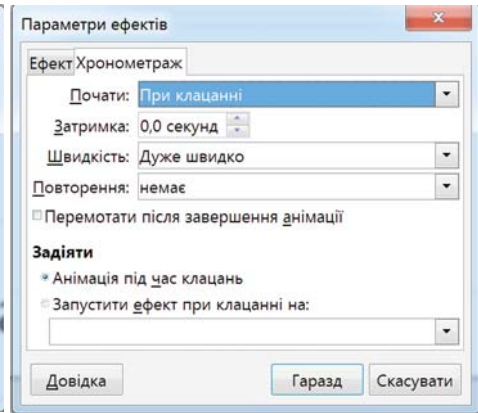 Параметри ефектів
Ефект Хронометраж
Почати: При клацанні
Затримка: 0,0 секунд
Швидкість: Дуже швидко
Повторення: немає
Перемотати після завершення анімації
Задіяти
Анімація під час клацань
Запустити ефект при клацанні на:
Довідка Гаразд Скасувати